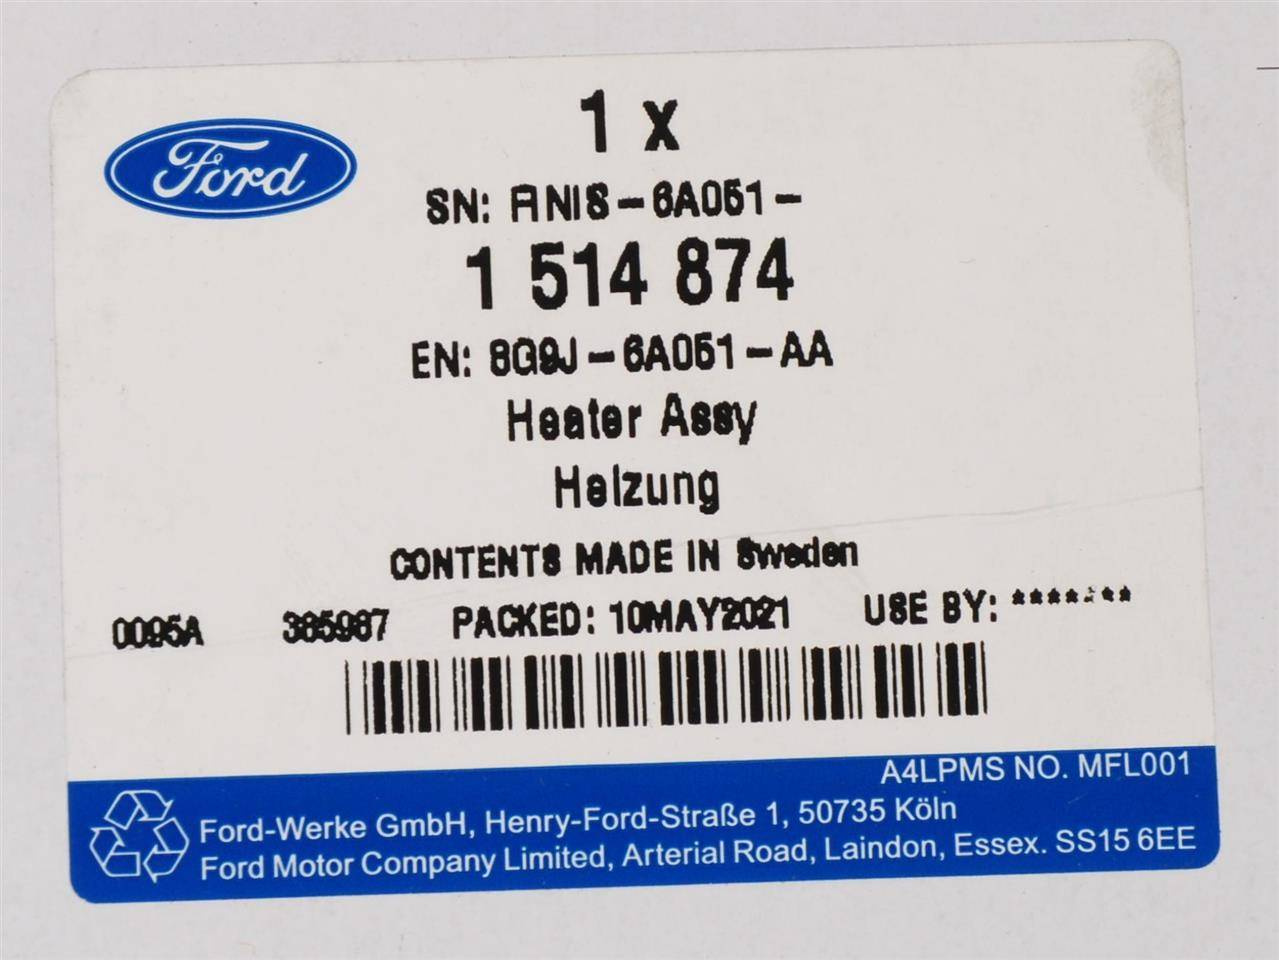 Ford
1 x
SN: FINIS-6A051-
1 514 874
EN: 8G9J-6A051-AA
Heater Assy
Heizung
CONTENTS MADE IN Sweden
0095A 385987 PACKED: 10MAY2021 USE BY: *******
A4LPMS NO. MFL001
Ford-Werke GmbH, Henry-Ford-Straße 1, 50735 Köln
Ford Motor Company Limited, Arterial Road, Laindon, Essex. SS15 6EE